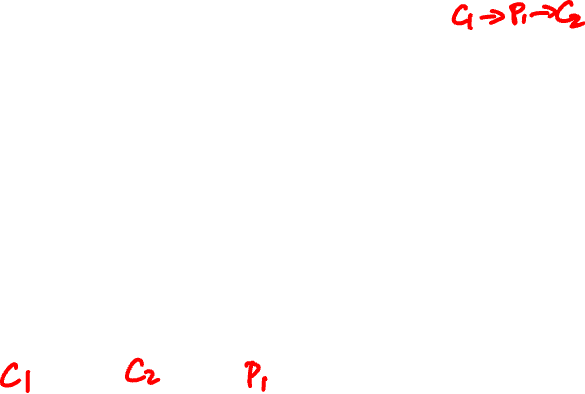 C1 → P1 → C2
C1 C2 P1